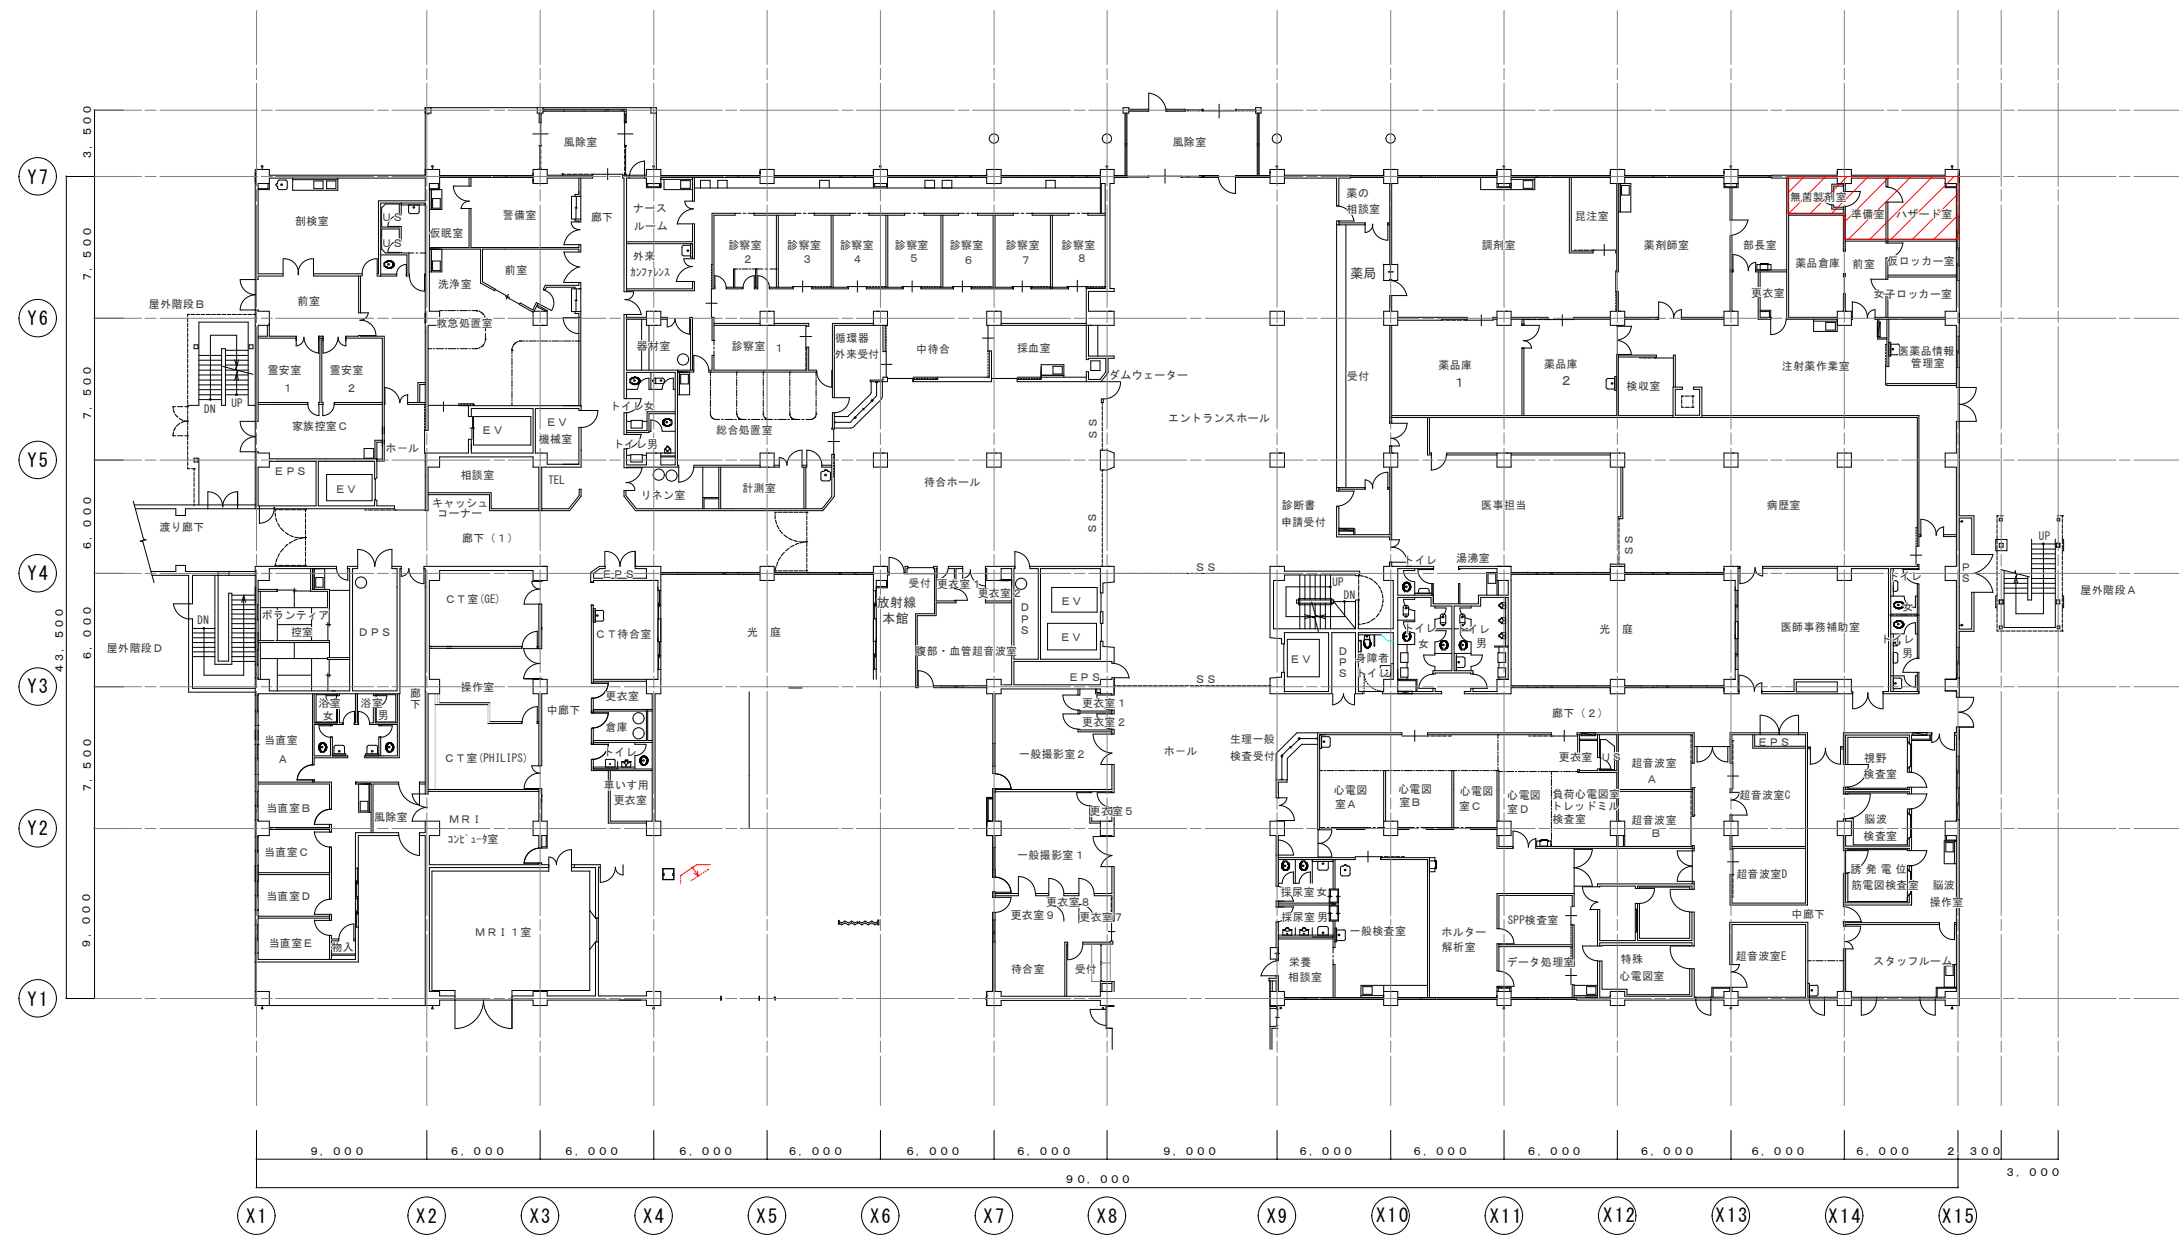 3,500
風除室
風除室
Y7
剖検室
US
US
仮眠室
警備室
廊下
ナース
ルーム
外来
カンファレンス
診察室
2
診察室
3
診察室
4
診察室
5
診察室
6
診察室
7
診察室
8
薬の
相談室
薬局
調剤室
昆注室
薬剤師室
部長室
更衣室
無菌製剤室
準備室
ハザード室
薬品倉庫
前室
仮ロッカー室
女子ロッカー室
7,500
前室
洗浄室
前室
救急処置室
屋外階段B
Y6
器材室
診察室 1
循環器
外来受付
中待合
採血室
ダムウェーター
エントランスホール
受付
薬品庫
1
薬品庫
2
検収室
注射薬作業室
医薬品情報
管理室
霊安室
1
霊安室
2
家族控室C
ホール
DN
UP
7,500
EV
EV
機械室
トイレ女
トイレ男
総合処置室
SS
Y5
EPS
EV
相談室
キャッシュ
コーナー
TEL
リネン室
計測室
待合ホール
SS
診断書
申請受付
医事担当
SS
病歴室
6,000
渡り廊下
廊下(1)
UP
屋外階段A
Y4
EPS
受付
更衣室1
更衣室2
放射線
本館
SS
UP
DN
トイレ
湯沸室
PS
トイレ
女
トイレ
男
DN
屋外階段D
ボランティア
控室
DPS
CT室(GE)
CT待合室
光 庭
腹部・血管超音波室
DPS
EV
EV
EPS
EV
DPS
身障者
トイレ
トイレ
女
トイレ
男
光 庭
医師事務補助室
6,000
43,500
Y3
操作室
廊下
浴室
女
浴室
男
中廊下
更衣室
倉庫
トイレ
車いす用
更衣室
SS
更衣室1
更衣室2
一般撮影室2
更衣室5
ホール
生理一般
検査受付
廊下(2)
EPS
当直室
A
当直室B
風除室
CT室(PHILIPS)
MRI
コンピュータ室
7,500
心電図
室A
心電図
室B
心電図
室C
心電図
室D
更衣室
US
負荷心電図室
トレッドミル
検査室
超音波室
A
超音波室
B
超音波室C
視野
検査室
脳波
検査室
Y2
当直室C
当直室D
当直室E
物入
MRI1室
一般撮影室1
更衣室8
更衣室9
更衣室7
待合室
受付
採尿室女
採尿室男
栄養
相談室
一般検査室
ホルター
解析室
SPP検査室
データ処理室
特殊
心電図室
超音波室D
超音波室E
中廊下
誘発電位
筋電図検査室
脳波
操作室
スタッフルーム
9,000
Y1
9,000
6,000
6,000
6,000
6,000
6,000
6,000
9,000
6,000
6,000
6,000
6,000
6,000
6,000
2,300
90,000
3,000
X1
X2
X3
X4
X5
X6
X7
X8
X9
X10
X11
X12
X13
X14
X15